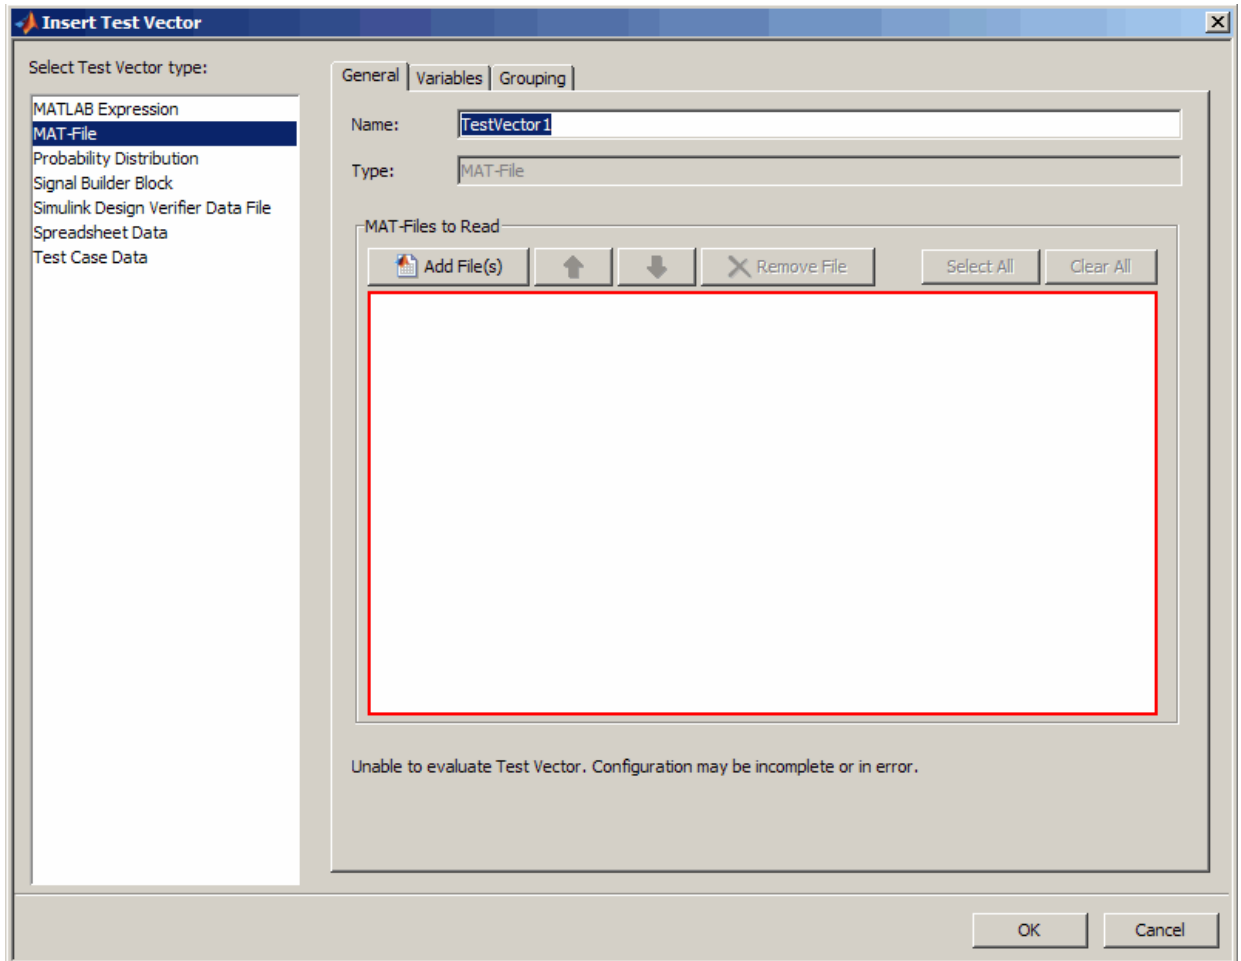 Insert Test Vector
Select Test Vector type:
MATLAB Expression
MAT-File
Probability Distribution
Signal Builder Block
Simulink Design Verifier Data File
Spreadsheet Data
Test Case Data
General Variables Grouping
Name: TestVector1
Type: MAT-File
MAT-Files to Read
Add File(s) Remove File Select All Clear All
Unable to evaluate Test Vector. Configuration may be incomplete or in error.
OK Cancel